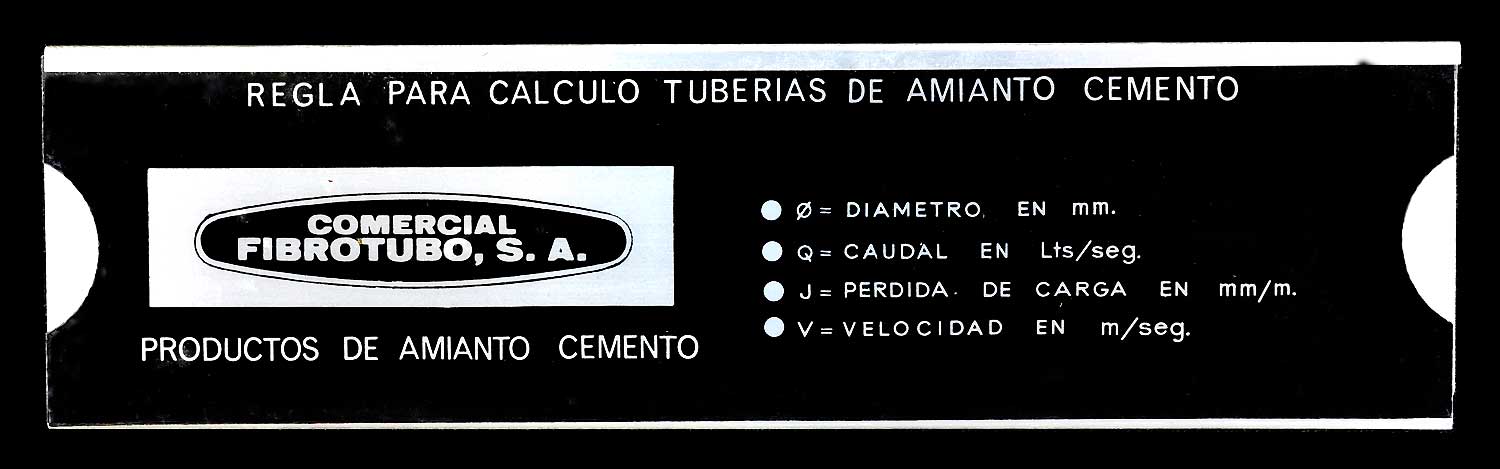 REGLA PARA CALCULO TUBERIAS DE AMIANTO CEMENTO
COMERCIAL
FIBROTUBO, S. A.
PRODUCTOS DE AMIANTO CEMENTO
Ø = DIAMETRO. EN mm.
Q = CAUDAL EN Lts/seg.
J = PERDIDA. DE CARGA EN mm/m.
V = VELOCIDAD EN m/seg.